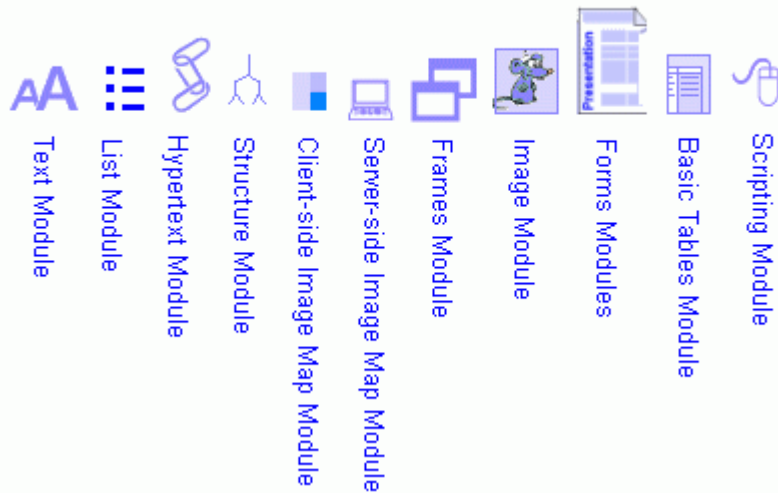 AA
Text Module
List Module
Hypertext Module
Structure Module
Client-side Image Map Module
Server-side Image Map Module
Frames Module
Image Module
Presentation
Forms Modules
Basic Tables Module
Scripting Module